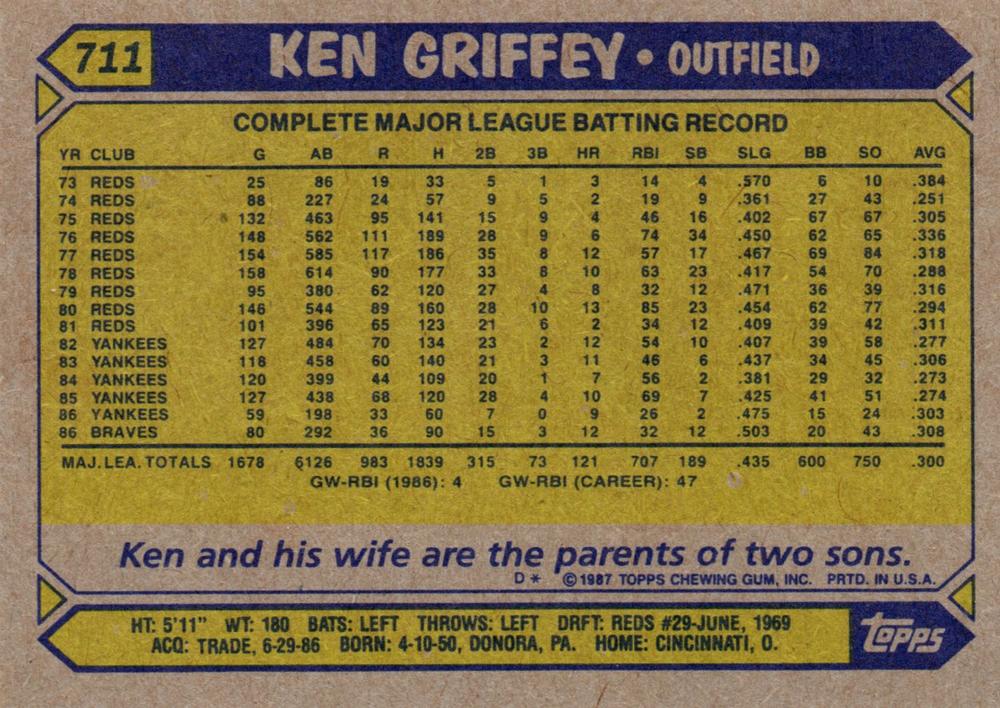 711 KEN GRIFFEY • OUTFIELD
COMPLETE MAJOR LEAGUE BATTING RECORD
YR CLUB G AB R H 2B 3B HR RBI SB SLG BB SO AVG
73 REDS 25 86 19 33 5 1 3 14 4 .570 6 10 .384
74 REDS 88 227 24 57 9 5 2 19 9 .361 27 43 .251
75 REDS 132 463 95 141 15 9 4 46 16 .402 67 67 .305
76 REDS 148 562 111 189 28 9 6 74 34 .450 62 65 .336
77 REDS 154 585 117 186 35 8 12 57 17 .467 69 84 .318
78 REDS 158 614 90 177 33 8 10 63 23 .417 54 70 .288
79 REDS 95 380 62 120 27 4 8 32 12 .471 36 39 .316
80 REDS 146 544 89 160 28 10 13 85 23 .454 62 77 .294
81 REDS 101 396 65 123 21 6 2 34 12 .409 39 42 .311
82 YANKEES 127 484 70 134 23 2 12 54 10 .407 39 58 .277
83 YANKEES 118 458 60 140 21 3 11 46 6 .437 34 45 .306
84 YANKEES 120 399 44 109 20 1 7 56 2 .381 29 32 .273
85 YANKEES 127 438 68 120 28 4 10 69 7 .425 41 51 .274
86 YANKEES 59 198 33 60 7 0 9 26 2 .475 15 24 .303
86 BRAVES 80 292 36 90 15 3 12 32 12 .503 20 43 .308
MAJ. LEA. TOTALS 1678 6126 983 1839 315 73 121 707 189 .435 600 750 .300
GW-RBI (1986): 4 GW-RBI (CAREER): 47
Ken and his wife are the parents of two sons.
D * ©1987 TOPPS CHEWING GUM, INC. PRTD. IN U.S.A.
HT: 5'11" WT: 180 BATS: LEFT THROWS: LEFT DRFT: REDS #29-JUNE, 1969
ACQ: TRADE, 6-29-86 BORN: 4-10-50, DONORA, PA. HOME: CINCINNATI, O.
TOPPS